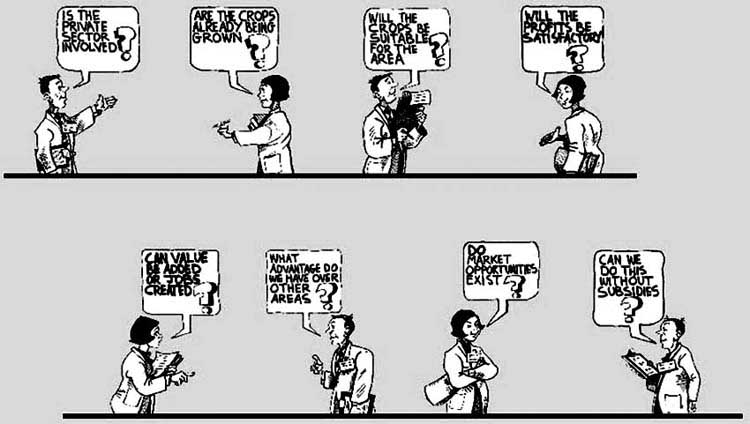 IS THE
PRIVATE
SECTOR
INVOLVED?
ARE THE CROPS
ALREADY BEING
GROWN?
WILL THE
SROPS BE
SUITABLE
FOR THE
AREA?
WILL THE
PROFITS BE
SATISFACTORY
?
CAN VALUE
BE ADDED
OR JOBS
CREATED?
WHAT
ADVANTAGE DO
WE HAVE OVER
OTHER
AREAS?
DO
MARKET
OPPORTUNITIES
EXIST?
CAN WE
DO THIS
WITHOUT
SUBSIDIES
?